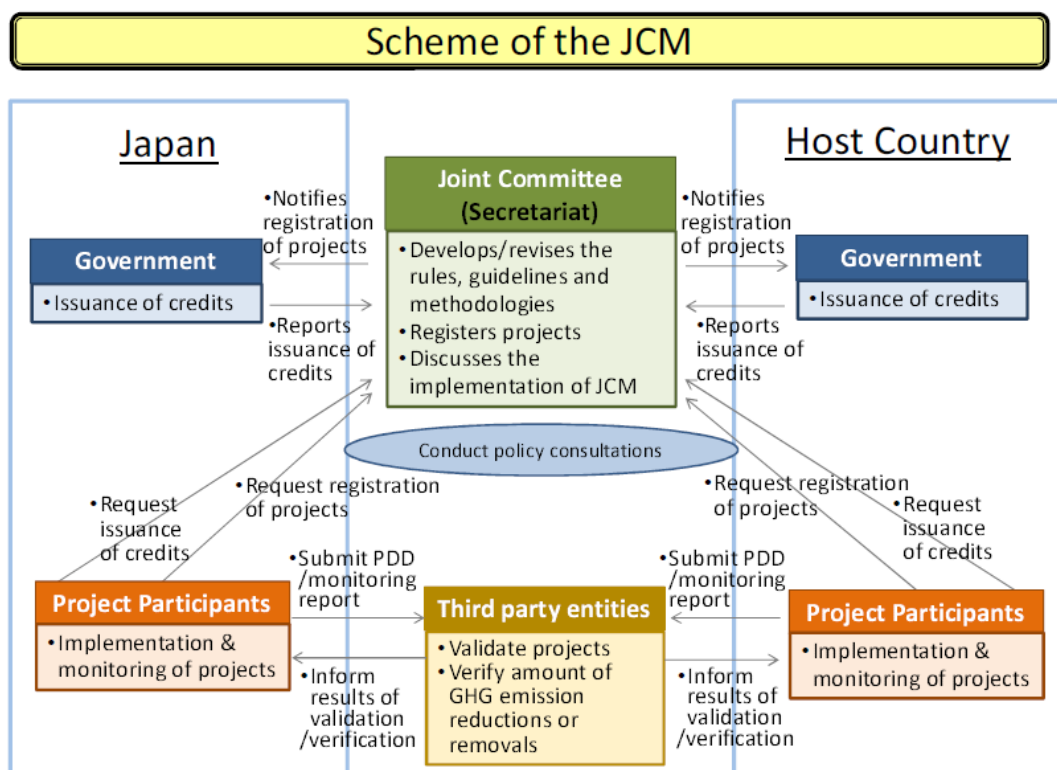 Scheme of the JCM
Japan
Host Country
Joint Committee
(Secretariat)
•Develops/revises the
rules, guidelines and
methodologies
•Registers projects
•Discusses the
implementation of JCM
•Notifies
registration
of projects
•Notifies
registration
of projects
Government
•Issuance of credits
Government
•Issuance of credits
•Reports
issuance of
credits
•Reports
issuance of
credits
Conduct policy consultations
•Request
issuance
of credits
•Request registration
of projects
•Request registration
of projects
•Request
issuance
of credits
•Submit PDD
/monitoring
report
•Submit PDD
/monitoring
report
Project Participants
•Implementation &
monitoring of projects
Third party entities
•Validate projects
•Verify amount of
GHG emission
reductions or
removals
Project Participants
•Implementation &
monitoring of projects
•Inform
results of
validation
/verification
•Inform
results of
validation
/verification